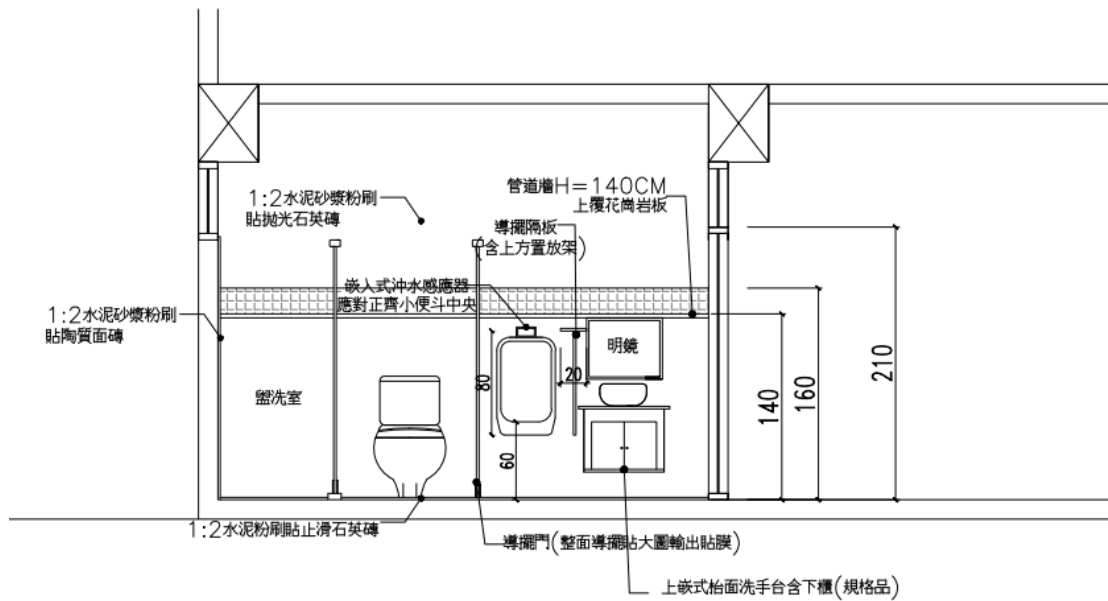 管道牆H=140CM
上覆花崗岩板
1:2水泥砂漿粉刷
貼拋光石英磚
導擺隔板
(含上方置放架)
嵌入式沖水感應器
應對正齊小便斗中央
1:2水泥砂漿粉刷
貼陶質面磚
明鏡
盥洗室
80
20
60
140
160
210
1:2水泥粉刷貼止滑石英磚
導擺門(整面導擺貼大圖輸出貼膜)
上嵌式枱面洗手台含下櫃(規格品)